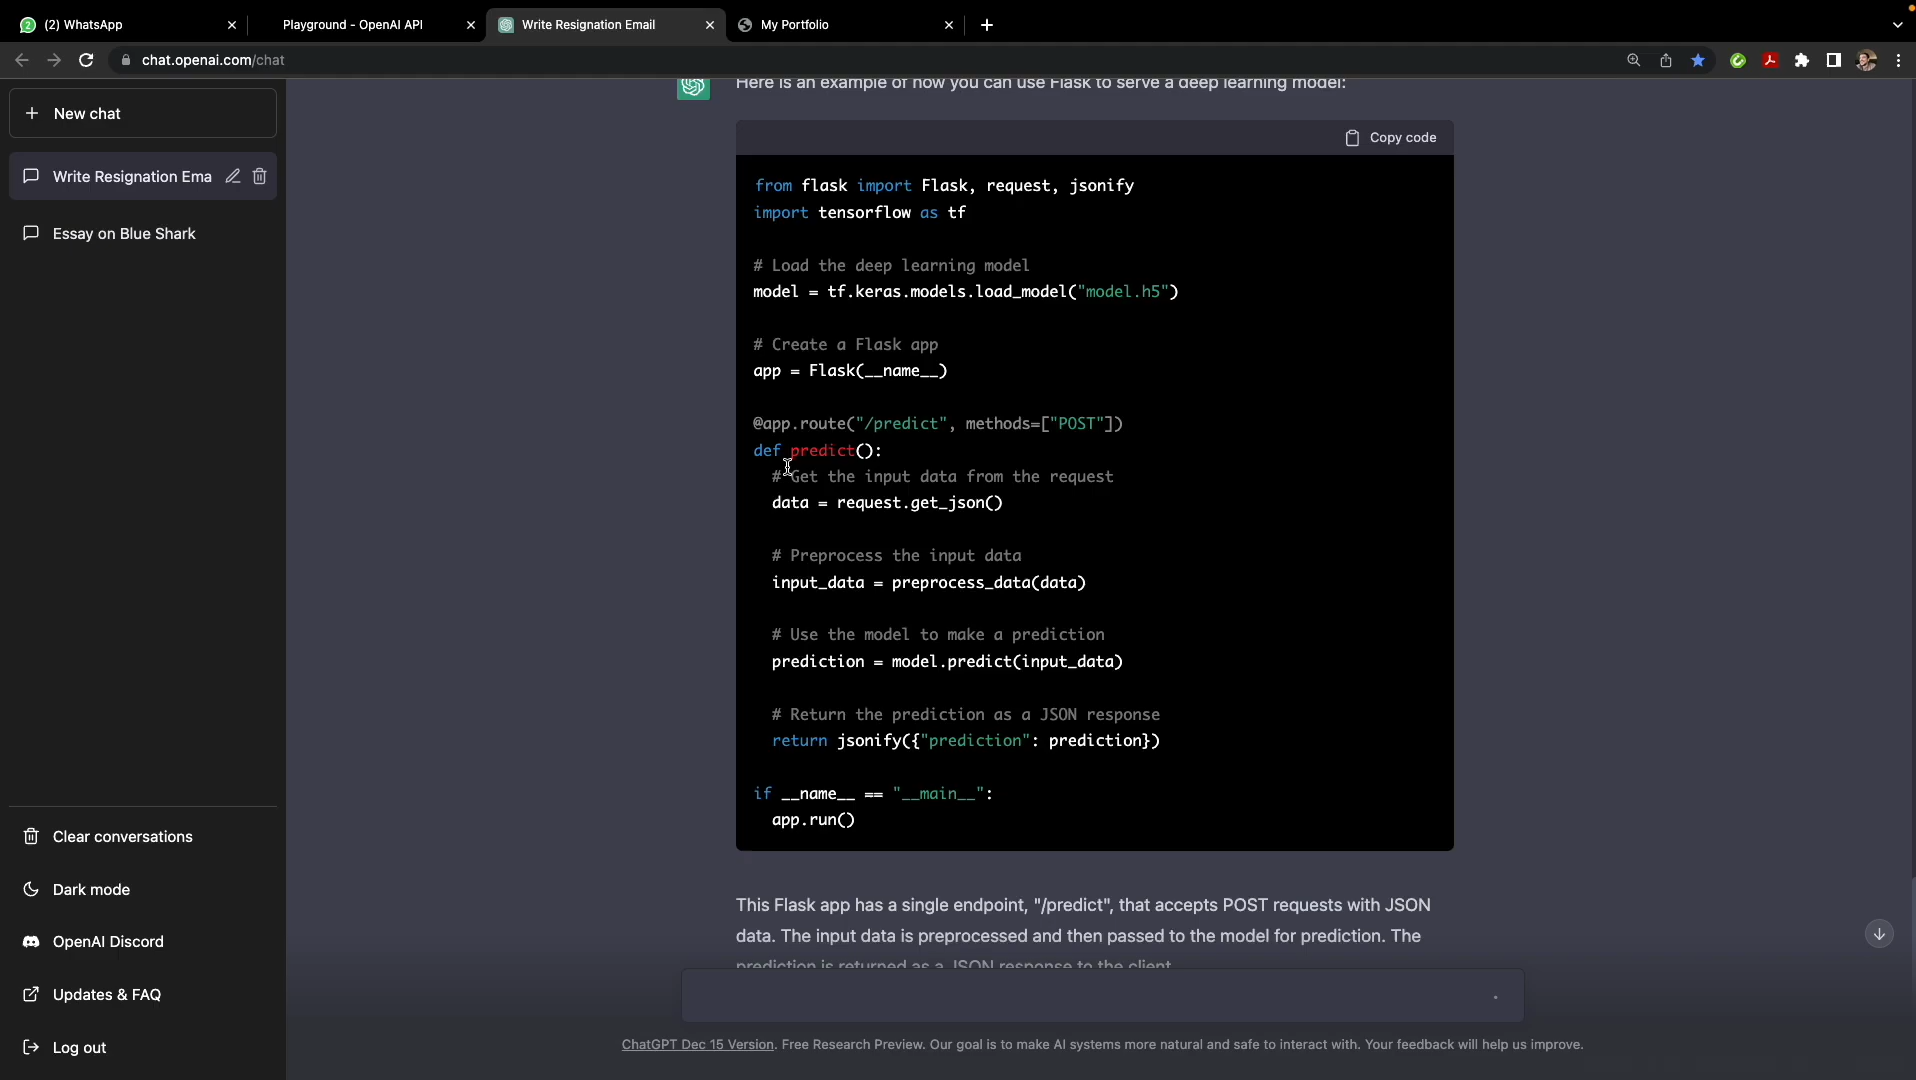 (2) WhatsApp
Playground - OpenAI API
Write Resignation Email
My Portfolio
chat.openai.com/chat
New chat
Write Resignation Ema
Essay on Blue Shark
Clear conversations
Dark mode
OpenAI Discord
Updates & FAQ
Log out
Here is an example of how you can use Flask to serve a deep learning model:
Copy code
from flask import Flask, request, jsonify
import tensorflow as tf
# Load the deep learning model
model = tf.keras.models.load_model("model.h5")
# Create a Flask app
app = Flask(__name__)
@app.route("/predict", methods=["POST"])
def predict():
# Get the input data from the request
data = request.get_json()
# Preprocess the input data
input_data = preprocess_data(data)
# Use the model to make a prediction
prediction = model.predict(input_data)
# Return the prediction as a JSON response
return jsonify({"prediction": prediction})
if __name__ == "__main__":
app.run()
This Flask app has a single endpoint, "/predict", that accepts POST requests with JSON
data. The input data is preprocessed and then passed to the model for prediction. The
prediction is returned as a JSON response to the client
ChatGPT Dec 15 Version. Free Research Preview. Our goal is to make AI systems more natural and safe to interact with. Your feedback will help us improve.